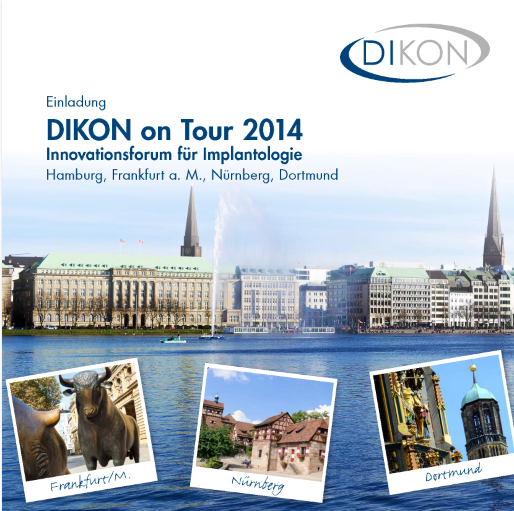 DIKON
Einladung
DIKON on Tour 2014
Innovationsforum für Implantologie
Hamburg, Frankfurt a. M., Nürnberg, Dortmund
Frankfurt/M.
Nürnberg
Dortmund